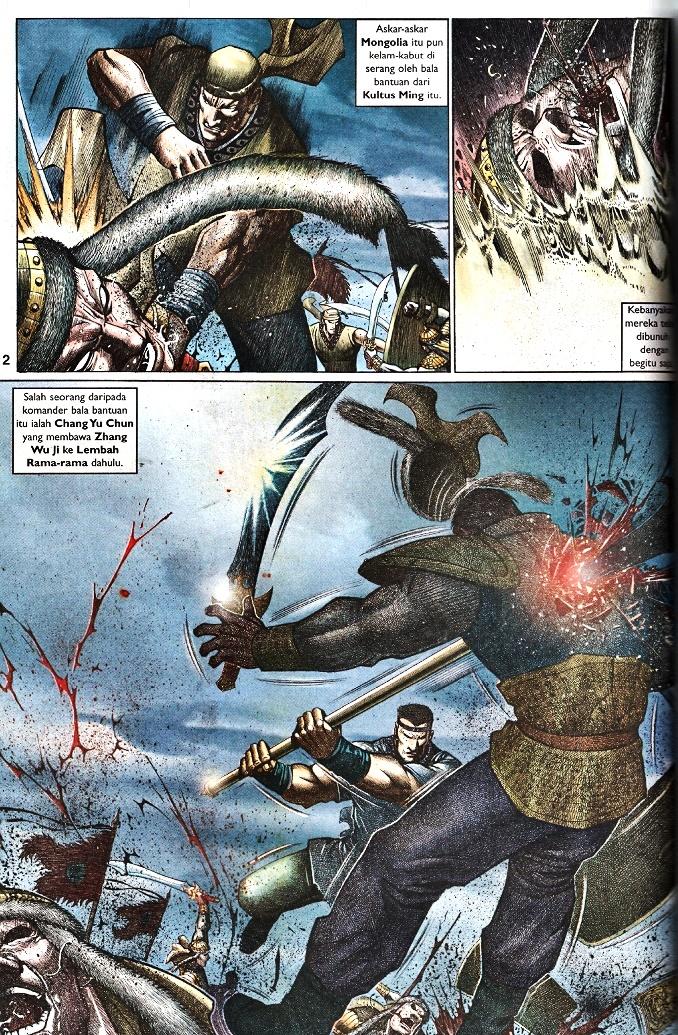 Askar-askar
Mongolia itu pun
kelam-kabut di
serang oleh bala
bantuan dari
Kultus Ming itu.
Kebanyaka
mereka
dibunuh
dengan
begitu
2
Salah seorang daripada
komander bala bantuan
itu ialah Chang Yu Chun
yang membawa Zhang
Wu Ji ke Lembah
Rama-rama dahulu.